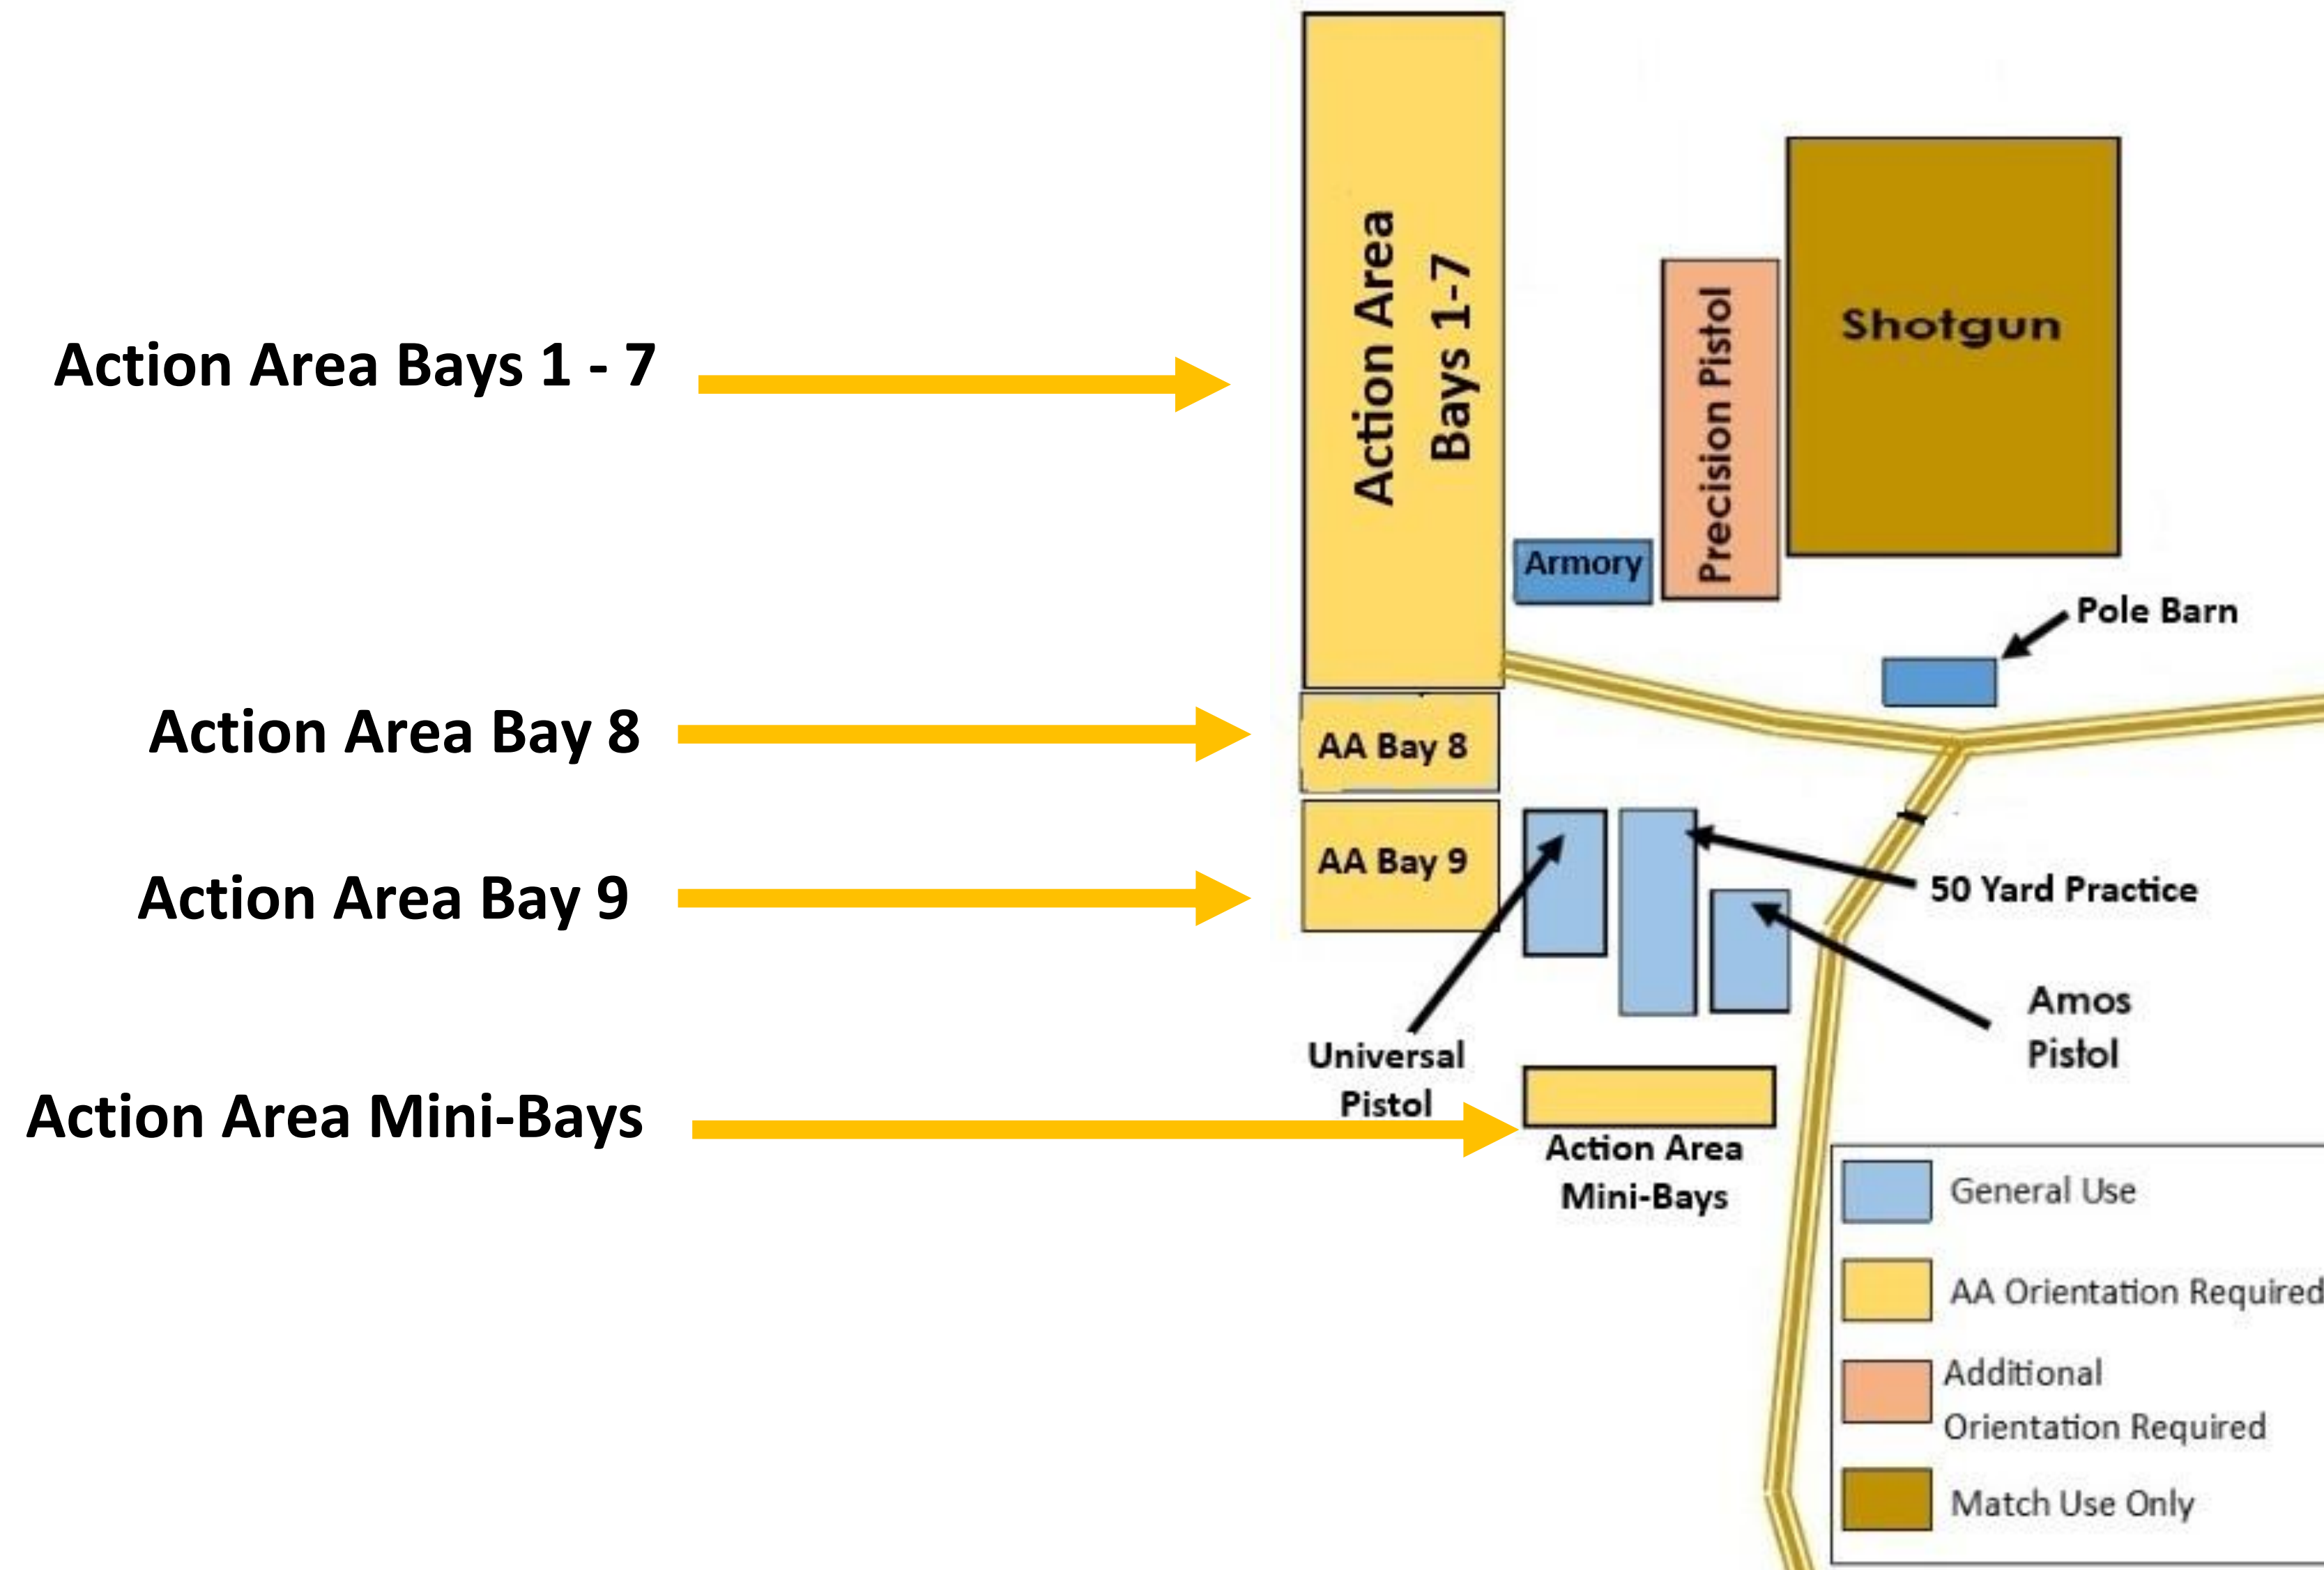 Action Area Bays 1 - 7
Action Area Bay 8
Action Area Bay 9
Action Area Mini-Bays
Action Area
Bays 1-7
Precision Pistol
Shotgun
Armory
Pole Barn
AA Bay 8
AA Bay 9
50 Yard Practice
Amos
Pistol
Universal
Pistol
Action Area
Mini-Bays
General Use
AA Orientation Required
Additional
Orientation Required
Match Use Only